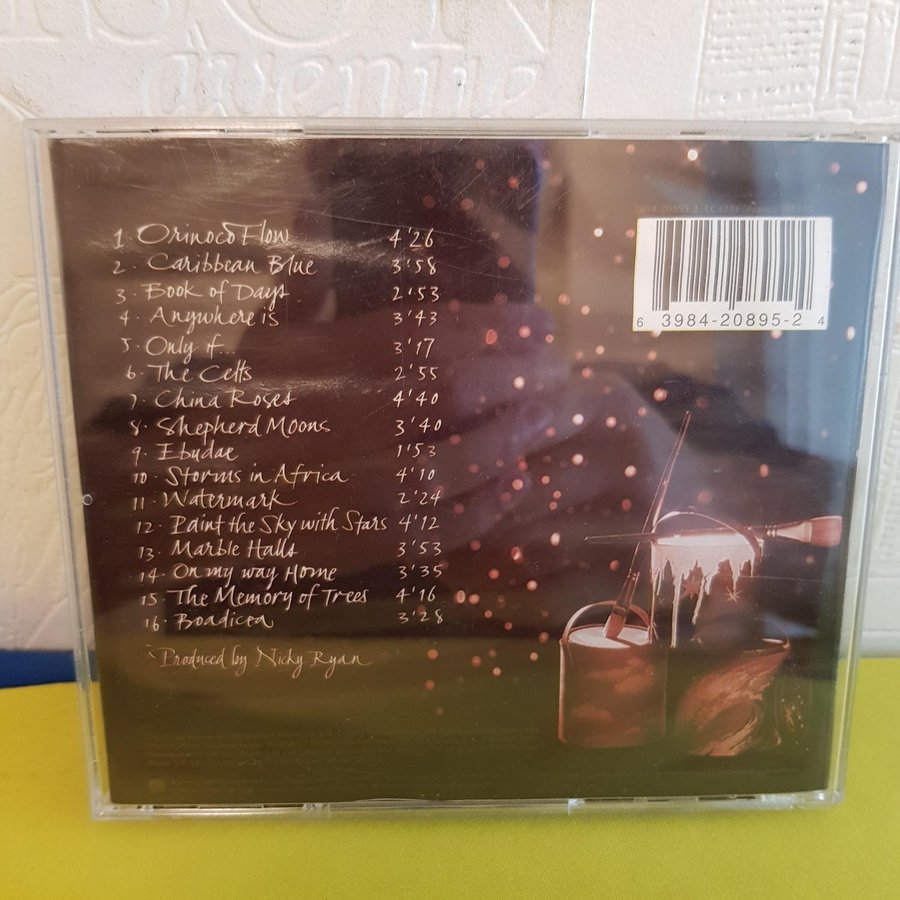 avenue
1 Orinoco Flow 4'26
2. Caribbean Blue 3'58
3. Book of Days 2'53
4. Anywhere is 3'43
5. Only if... 3'17
6. The Celts 2'55
7. China Roses 4'40
8. Shepherd Moons 3'40
9. Ebudae 1'53
10. Storms in Africa 4'10
11. Watermark 2'24
12. Paint the Sky with Stars 4'12
13. Marble Halls 3'53
14. On my way Home 3'35
15. The Memory of Trees 4'16
16. Boadicea 3'28
Produced by Nicky Ryan
6 3984-20895-2 4